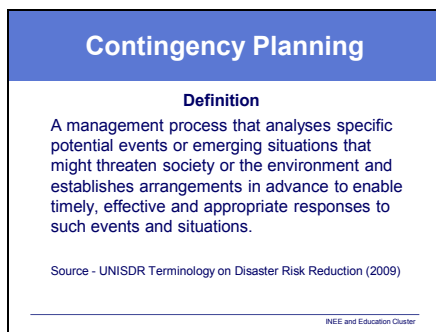 Contingency Planning
Definition
A management process that analyses specific
potential events or emerging situations that
might threaten society or the environment and
establishes arrangements in advance to enable
timely, effective and appropriate responses to
such events and situations.
Source - UNISDR Terminology on Disaster Risk Reduction (2009)
INEE and Education Cluster